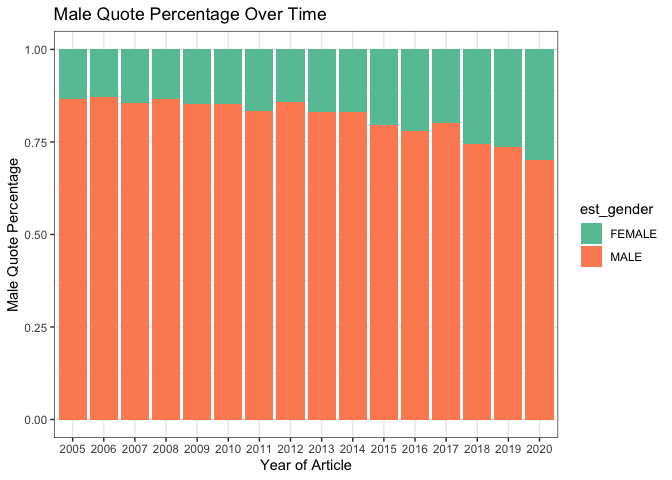 Male Quote Percentage Over Time
1.00
0.75
0.50
0.25
0.00
Male Quote Percentage
2005 2006 2007 2008 2009 2010 2011 2012 2013 2014 2015 2016 2017 2018 2019 2020
Year of Article
est_gender
FEMALE
MALE